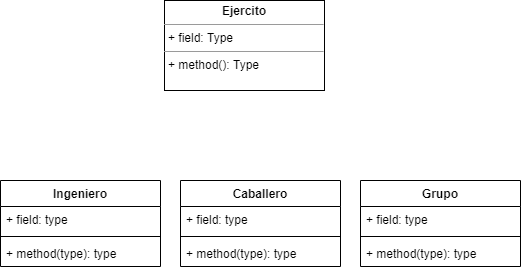 Ejercito
+ field: Type
+ method(): Type
Ingeniero
+ field: type
+ method(type): type
Caballero
+ field: type
+ method(type): type
Grupo
+ field: type
+ method(type): type